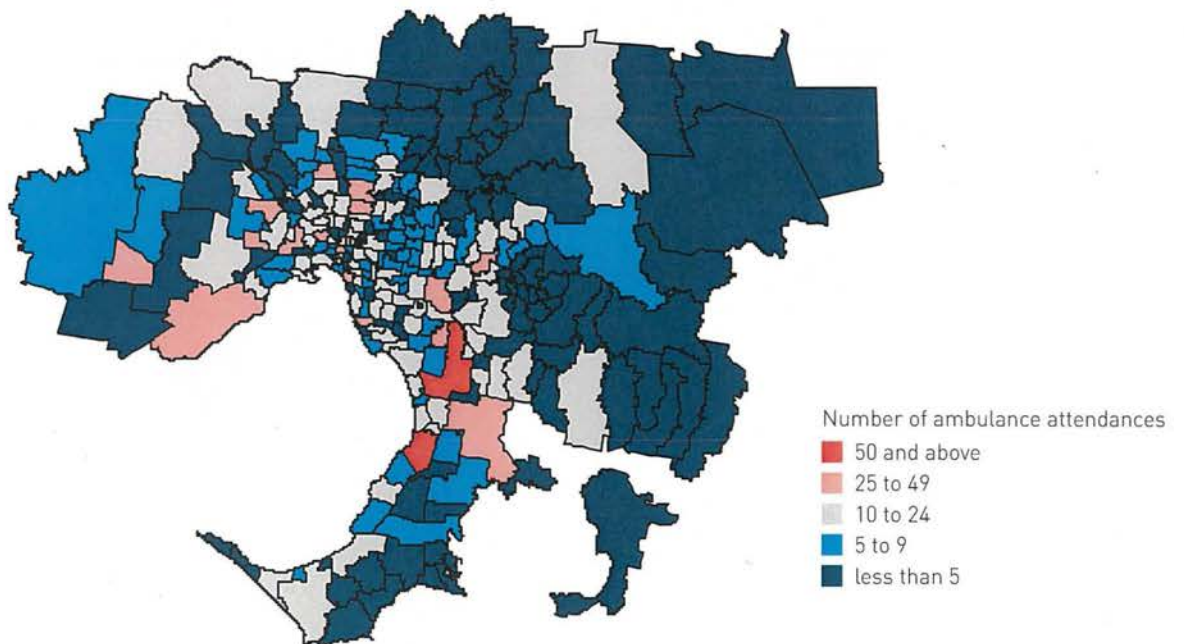 Number of ambulance attendances
50 and above
25 to 49
10 to 24
5 to 9
less than 5